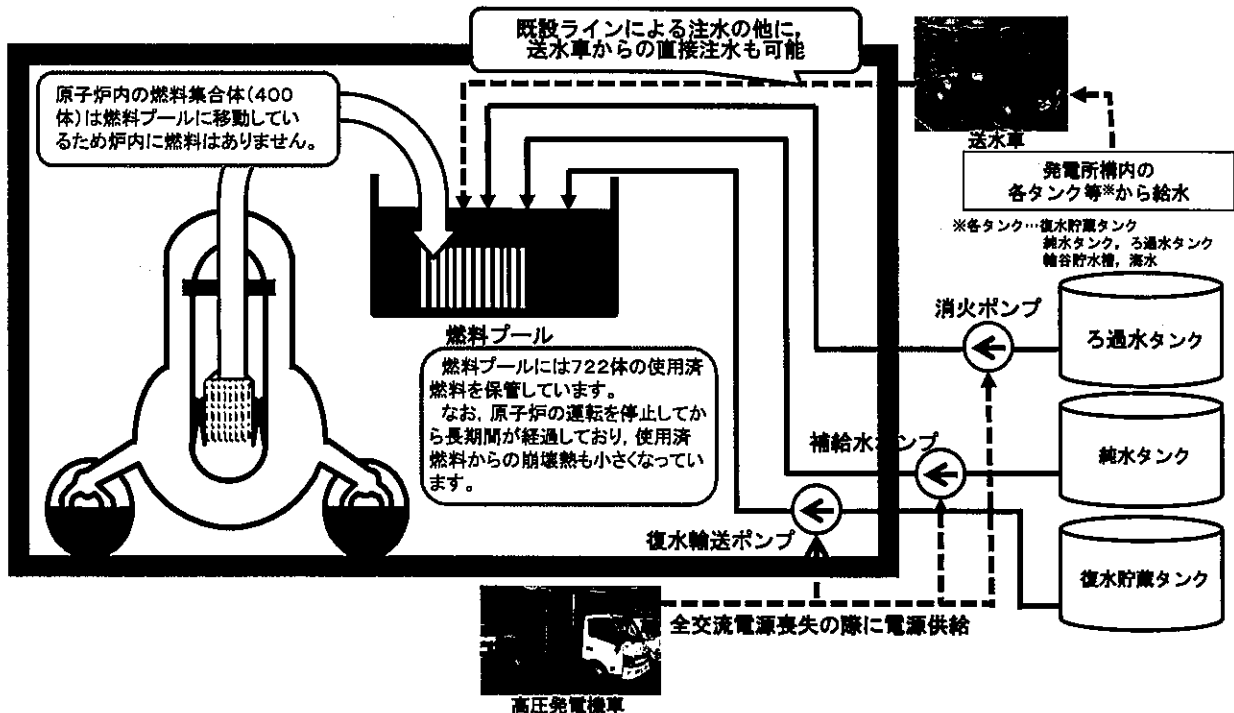 既設ラインによる注水の他に，
送水車からの直接注水も可能
原子炉内の燃料集合体（400
体）は燃料プールに移動してい
るため炉内に燃料はありません。
送水車
発電所構内の
各タンク等※から給水
※各タンク…復水貯蔵タンク
純水タンク，ろ過水タンク
輪谷貯水槽，海水
燃料プール
燃料プールには722体の使用済
燃料を保管しています。
なお，原子炉の運転を停止してか
ら長期間が経過しており，使用済
燃料からの崩壊熱も小さくなってい
ます。
消火ポンプ
ろ過水タンク
補給水ポンプ
純水タンク
復水輸送ポンプ
復水貯蔵タンク
全交流電源喪失の際に電源供給
高圧発電機車